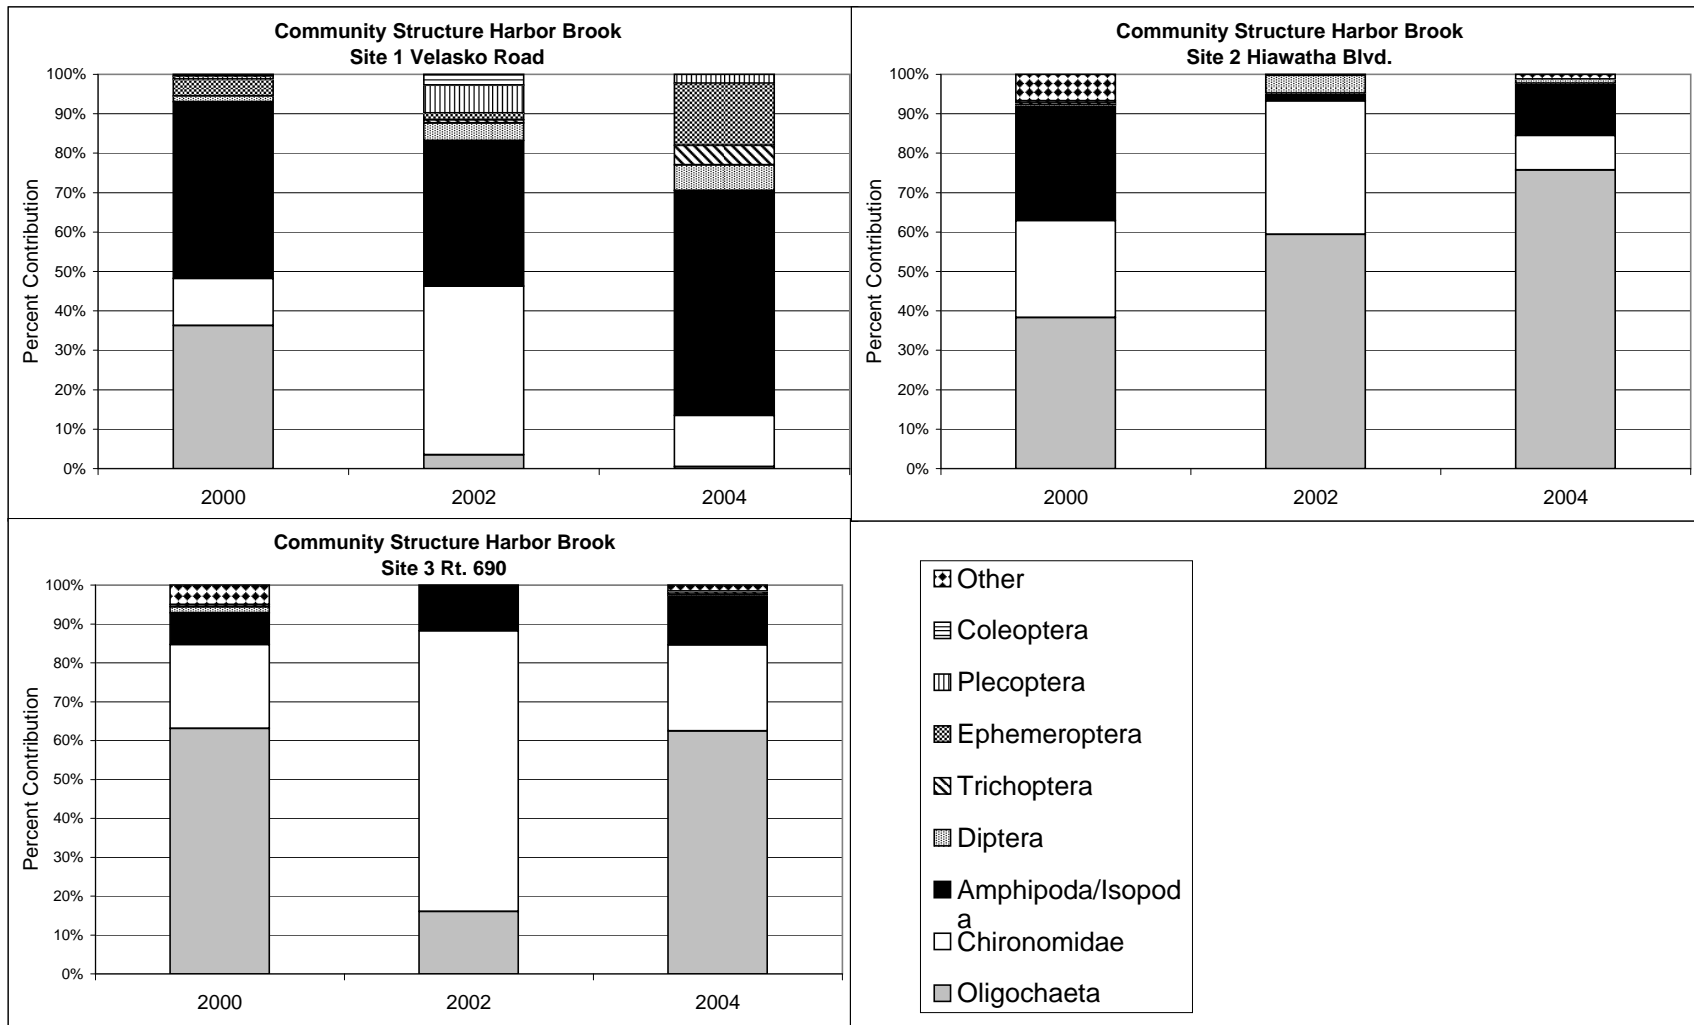 Community Structure Harbor Brook
Site 1 Velasko Road
Percent Contribution
100%
90%
80%
70%
60%
50%
40%
30%
20%
10%
0%
2000
2002
2004
Community Structure Harbor Brook
Site 2 Hiawatha Blvd.
Percent Contribution
100%
90%
80%
70%
60%
50%
40%
30%
20%
10%
0%
2000
2002
2004
Community Structure Harbor Brook
Site 3 Rt. 690
Percent Contribution
100%
90%
80%
70%
60%
50%
40%
30%
20%
10%
0%
2000
2002
2004
Other
Coleoptera
Plecoptera
Ephemeroptera
Trichoptera
Diptera
Amphipoda/Isopod
a
Chironomidae
Oligochaeta